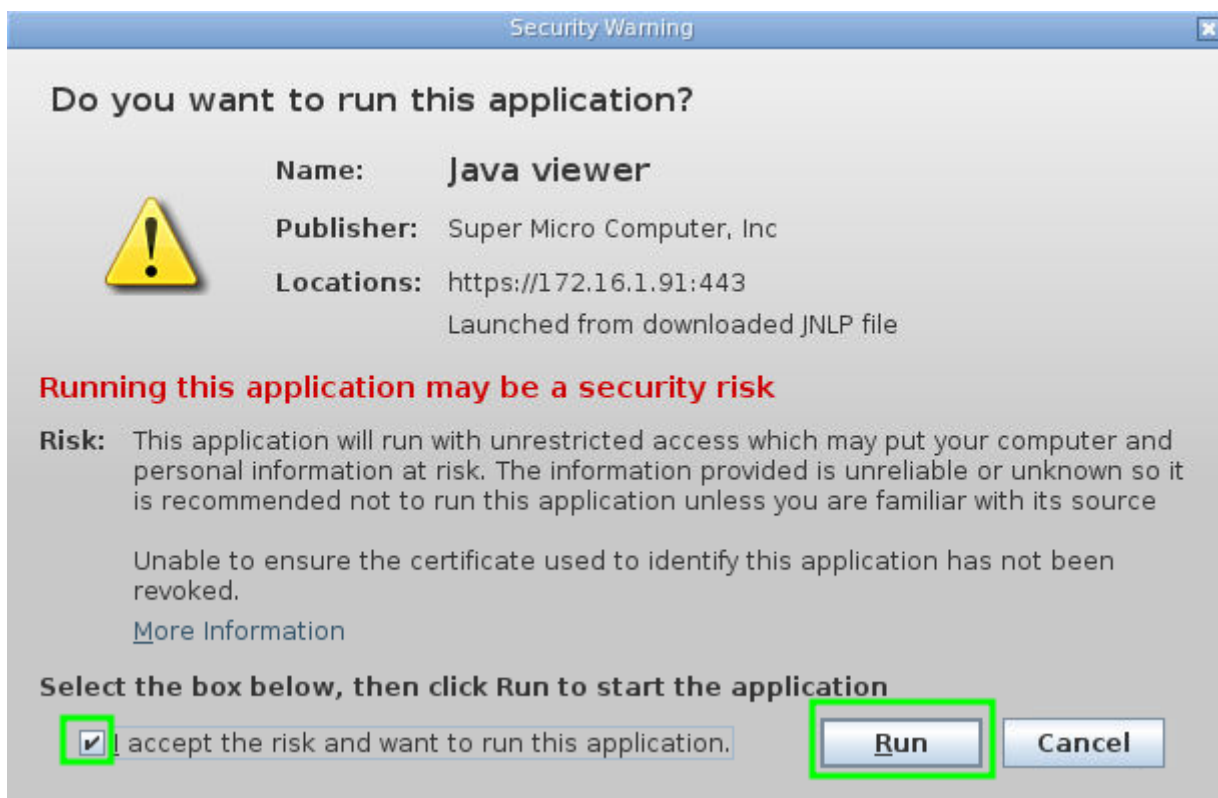 Security Warning
Do you want to run this application?
Name: Java viewer
Publisher: Super Micro Computer, Inc
Locations: https://172.16.1.91:443
Launched from downloaded JNLP file
Running this application may be a security risk
Risk: This application will run with unrestricted access which may put your computer and
personal information at risk. The information provided is unreliable or unknown so it
is recommended not to run this application unless you are familiar with its source
Unable to ensure the certificate used to identify this application has not been
revoked.
More Information
Select the box below, then click Run to start the application
I accept the risk and want to run this application. Run Cancel